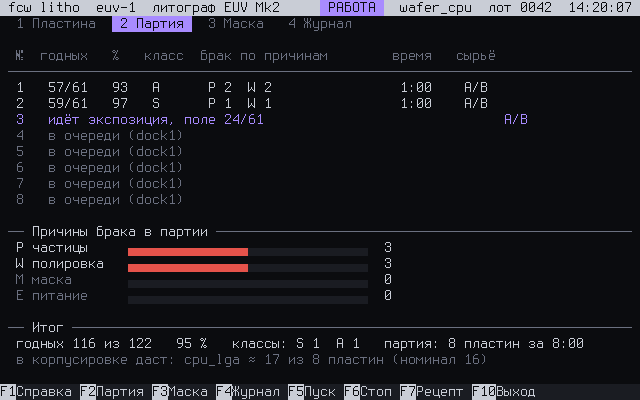 fcw litho euv-1 литограф EUV Mk2 РАБОТА wafer_cpu лот 0042 14:20:07
1 Пластина 2 Партия 3 Маска 4 Журнал
№ годных % класс брак по причинам время сырьё
1 57/61 93 A P 2 W 2 1:00 A/B
2 59/61 97 S P 1 W 1 1:00 A/B
3 идёт экспозиция, поле 24/61 A/B
4 в очереди (dock1)
5 в очереди (dock1)
6 в очереди (dock1)
7 в очереди (dock1)
8 в очереди (dock1)
Причины брака в партии
P частицы 3
W полировка 3
M маска 0
E питание 0
Итог
годных 116 из 122 95 % классы: S 1 A 1 партия: 8 пластин за 8:00
в корпусировке даст: cpu_lga ≈ 17 из 8 пластин (номинал 16)
F1Справка F2Партия F3Маска F4Журнал F5Пуск F6Стоп F7Рецепт F10Выход